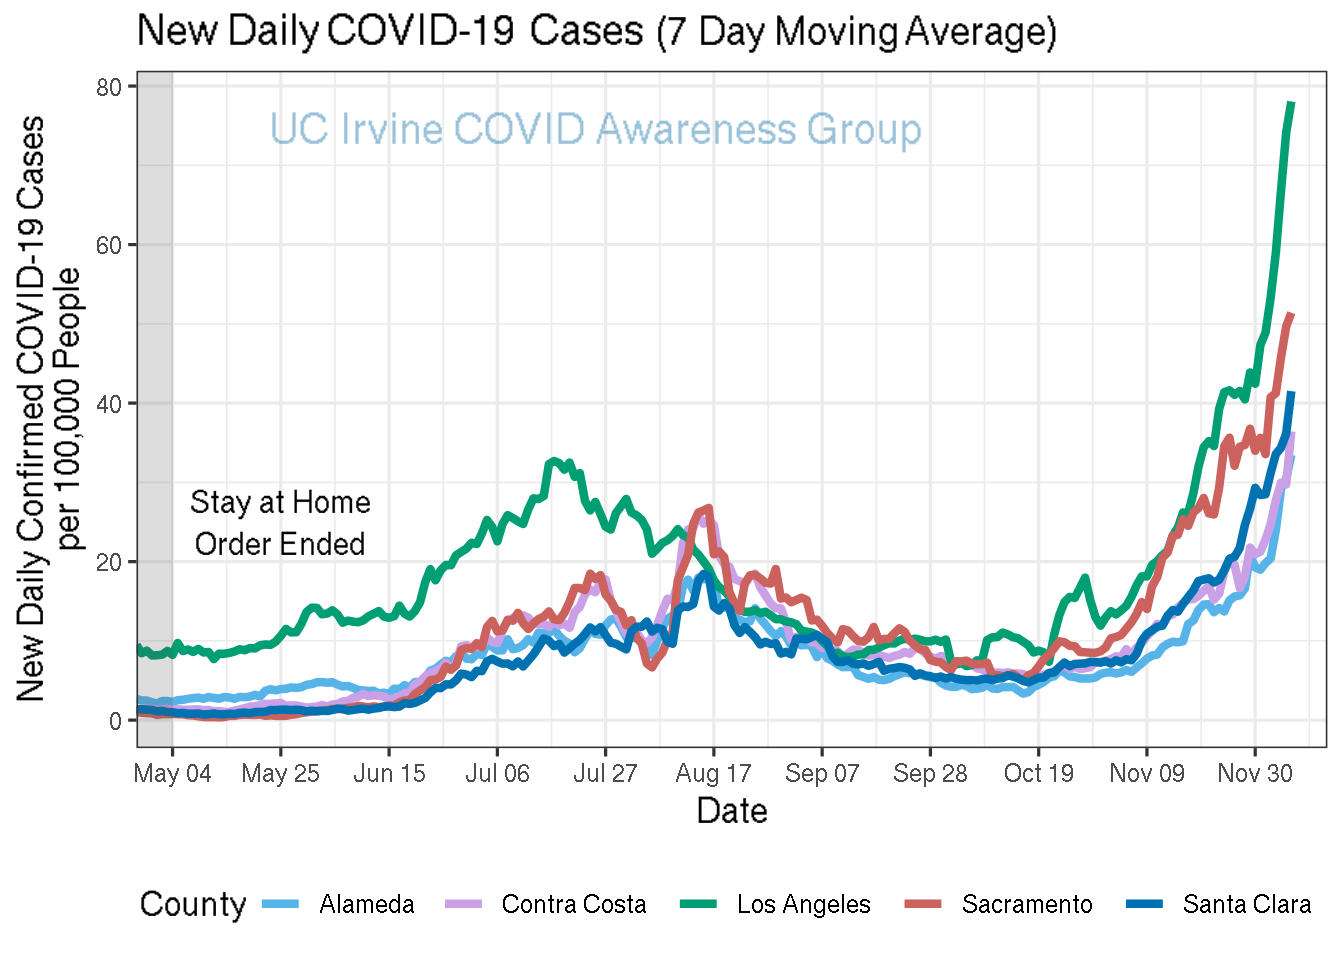 New Daily COVID-19 Cases (7 Day Moving Average)
UC Irvine COVID Awareness Group
New Daily Confirmed COVID-19 Cases
per 100,000 People
80
60
40
20
0
Stay at Home
Order Ended
May 04 May 25 Jun 15 Jul 06 Jul 27 Aug 17 Sep 07 Sep 28 Oct 19 Nov 09 Nov 30
Date
County Alameda Contra Costa Los Angeles Sacramento Santa Clara